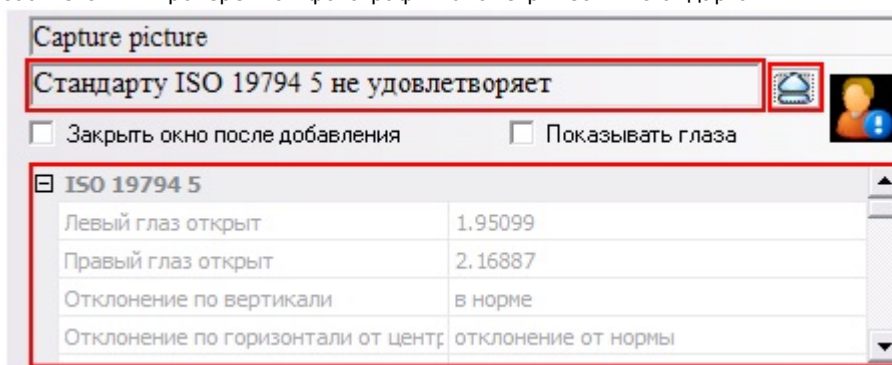 Capture picture
Стандарту ISO 19794 5 не удовлетворяет
Закрыть окно после добавления Показывать глаза
ISO 19794 5
Левый глаз открыт 1.95099
Правый глаз открыт 2.16887
Отклонение по вертикали в норме
Отклонение по горизонтали от центр отклонение от нормы